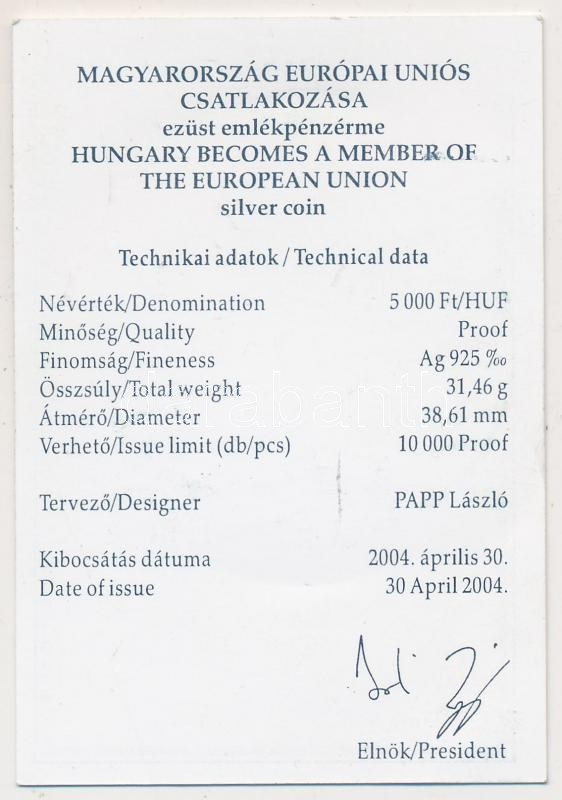 MAGYARORSZÁG EURÓPAI UNIÓS
CSATLAKOZÁSA
ezüst emlékpénzérme
HUNGARY BECOMES A MEMBER OF
THE EUROPEAN UNION
silver coin
Technikai adatok / Technical data
Névérték/Denomination 5 000 Ft/HUF
Minőség/Quality Proof
Finomság/Fineness Ag 925 ‰
Összsúly/Total weight 31,46 g
Átmérő/Diameter 38,61 mm
Verhető/Issue limit (db/pcs) 10 000 Proof
Tervező/Designer PAPP László
Kibocsátás dátuma 2004. április 30.
Date of issue 30 April 2004.
Elnök/President